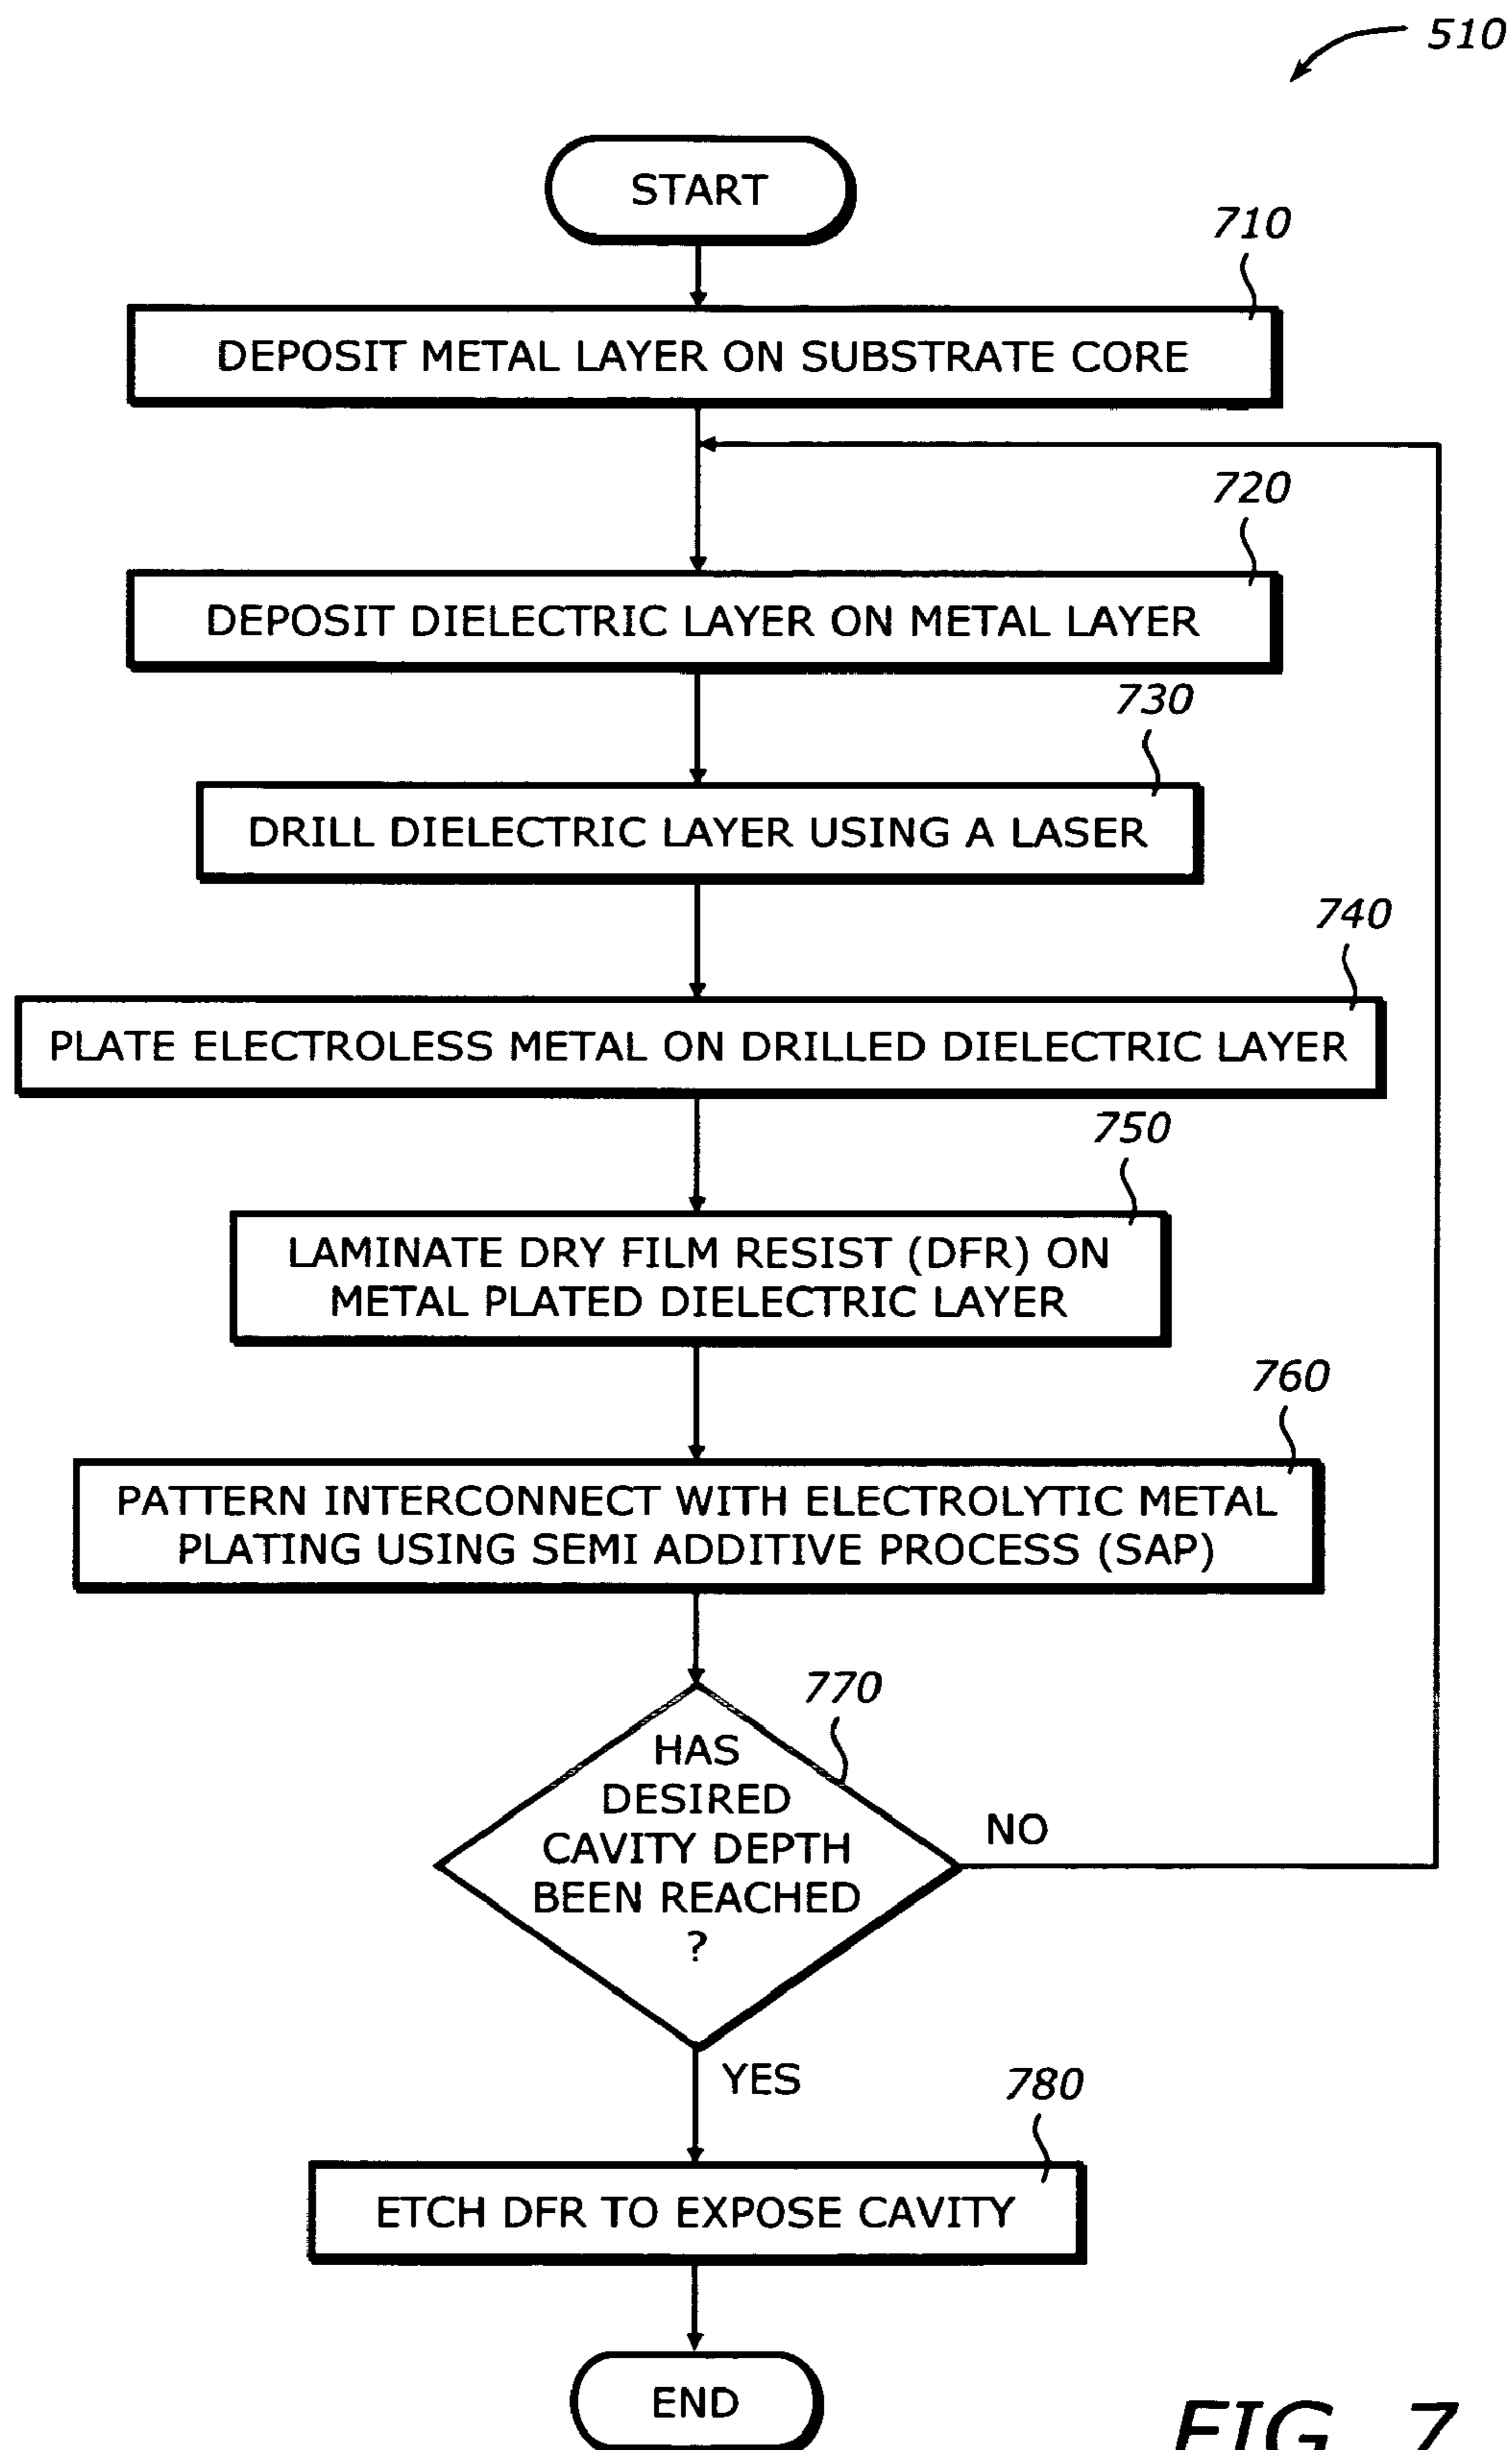 510
START
710
DEPOSIT METAL LAYER ON SUBSTRATE CORE
720
DEPOSIT DIELECTRIC LAYER ON METAL LAYER
730
DRILL DIELECTRIC LAYER USING A LASER
740
PLATE ELECTROLESS METAL ON DRILLED DIELECTRIC LAYER
750
LAMINATE DRY FILM RESIST (DFR) ON
METAL PLATED DIELECTRIC LAYER
760
PATTERN INTERCONNECT WITH ELECTROLYTIC METAL
PLATING USING SEMI ADDITIVE PROCESS (SAP)
770
HAS
DESIRED
CAVITY DEPTH
BEEN REACHED
?
NO
YES
780
ETCH DFR TO EXPOSE CAVITY
END
FIG. 7